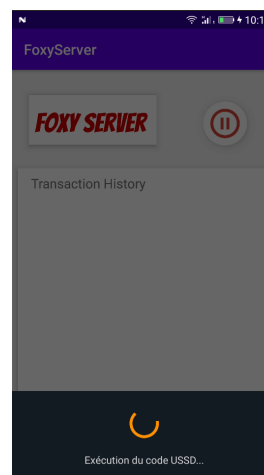 10:1
FoxyServer
FOXY SERVER
Transaction History
Exécution du code USSD...